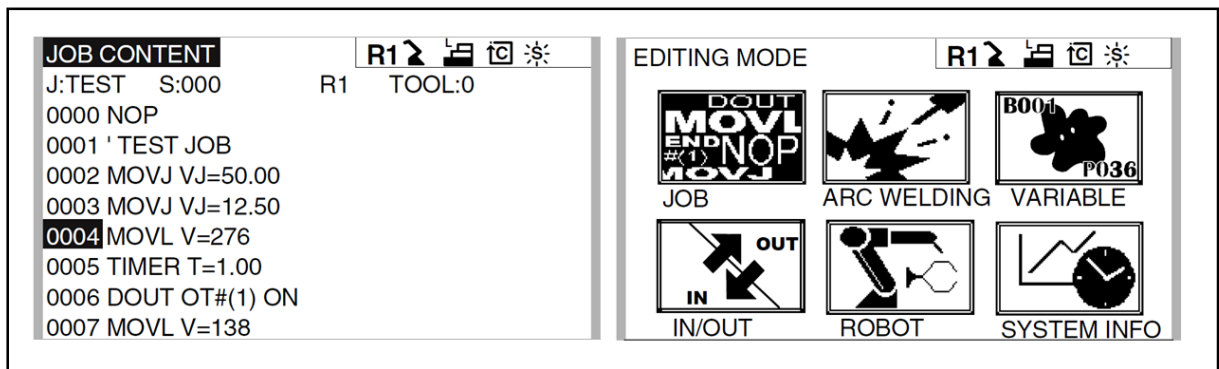 JOB CONTENT R1 C S
J:TEST S:000 R1 TOOL:0
0000 NOP
0001 ' TEST JOB
0002 MOVJ VJ=50.00
0003 MOVJ VJ=12.50
0004 MOVL V=276
0005 TIMER T=1.00
0006 DOUT OT#(1) ON
0007 MOVL V=138
EDITING MODE R1 C S
DOUT
MOVL
END
#(1) NOP
MOVJ
JOB
ARC WELDING
B001
P036
VARIABLE
OUT
IN
IN/OUT
ROBOT
SYSTEM INFO